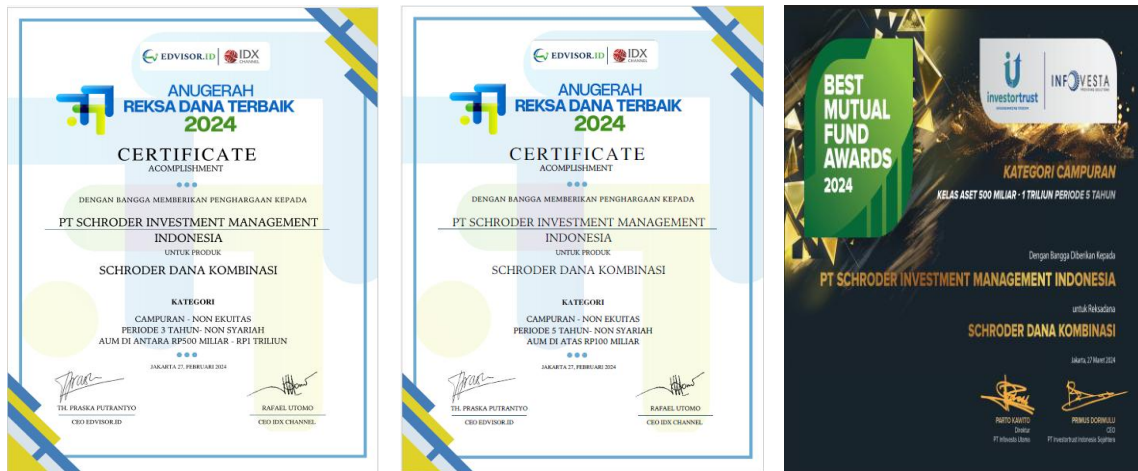 EDVISOR.ID
IDX
CHANNEL
ANUGERAH
REKSA DANA TERBAIK
2024
CERTIFICATE
ACOMPLISHMENT
DENGAN BANGGA MEMBERIKAN PENGHARGAAN KEPADA
PT SCHRODER INVESTMENT MANAGEMENT
INDONESIA
UNTUK PRODUK
SCHRODER DANA KOMBINASI
KATEGORI
CAMPURAN - NON EKUITAS
PERIODE 3 TAHUN- NON SYARIAH
AUM DI ANTARA RP500 MILIAR - RP1 TRILIUN
JAKARTA 27, FEBRUARI 2024
TH. PRASKA PUTRANTYO
CEO EDVISOR.ID
RAFAEL UTOMO
CEO IDX CHANNEL
EDVISOR.ID
IDX
CHANNEL
ANUGERAH
REKSA DANA TERBAIK
2024
CERTIFICATE
ACOMPLISHMENT
DENGAN BANGGA MEMBERIKAN PENGHARGAAN KEPADA
PT SCHRODER INVESTMENT MANAGEMENT
INDONESIA
UNTUK PRODUK
SCHRODER DANA KOMBINASI
KATEGORI
CAMPURAN - NON EKUITAS
PERIODE 5 TAHUN- NON SYARIAH
AUM DI ATAS RP100 MILIAR
JAKARTA 27, FEBRUARI 2024
TH. PRASKA PUTRANTYO
CEO EDVISOR.ID
RAFAEL UTOMO
CEO IDX CHANNEL
BEST
MUTUAL
FUND
AWARDS
2024
investortrust
INFOVESTA
KATEGORI CAMPURAN
KELAS ASET 500 MILIAR - 1 TRILIUN PERIODE 5 TAHUN
Dengan Bangga Diberikan Kepada
PT SCHRODER INVESTMENT MANAGEMENT INDONESIA
untuk Reksadana
SCHRODER DANA KOMBINASI
Jakarta, 27 Maret 2024
PARTO KAWITO
Direktur
PT Infovesta Utama
PRIMUS DORIMULU
CEO
PT Investortrust Indonesia Sejahtera